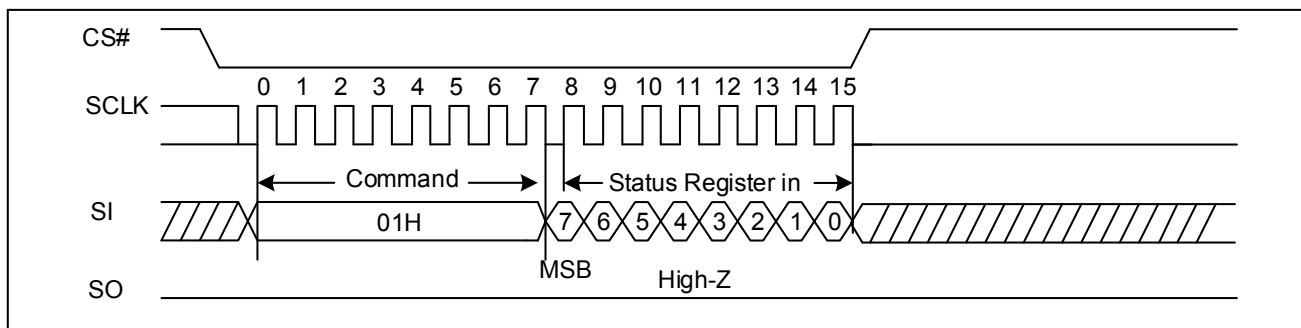 CS#
0 1 2 3 4 5 6 7 8 9 10 11 12 13 14 15
SCLK
Command Status Register in
SI 01H 7 6 5 4 3 2 1 0
MSB High-Z
SO